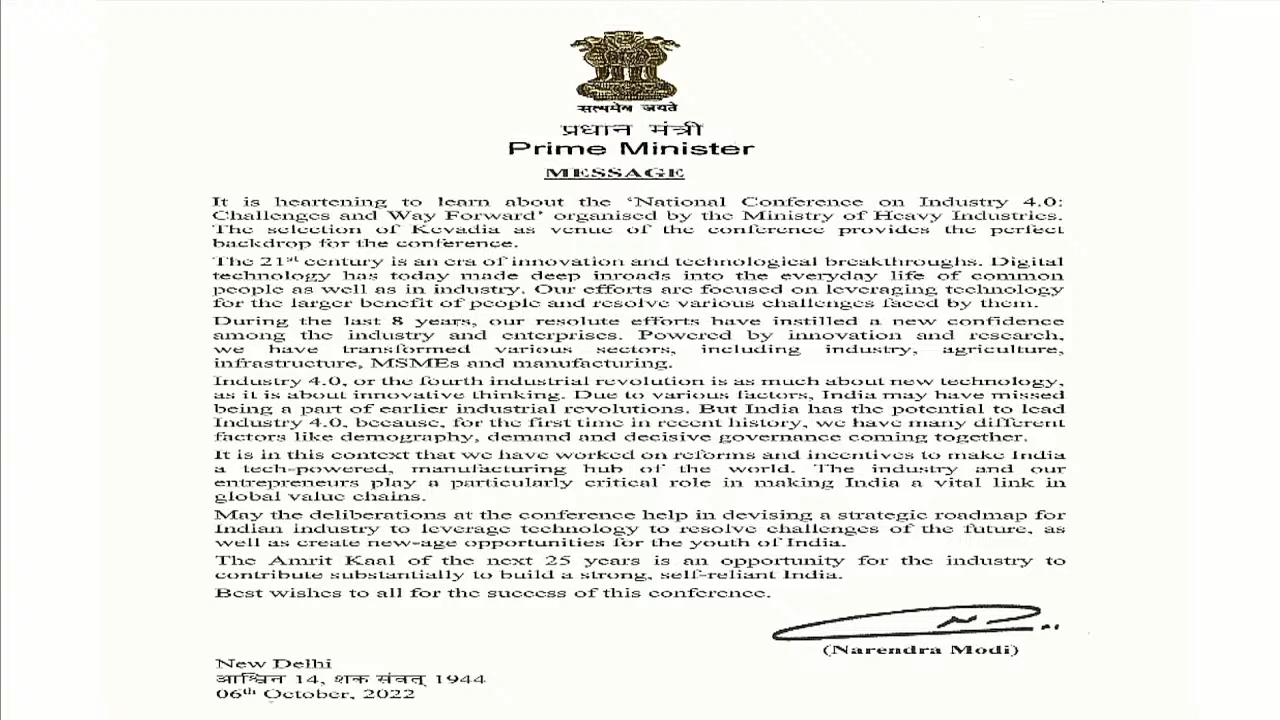 सत्यमेव जयते
प्रधान मंत्री
Prime Minister
MESSAGE
It is heartening to learn about the ‘National Conference on Industry 4.0:
Challenges and Way Forward’ organised by the Ministry of Heavy Industries.
The selection of Kevadia as venue of the conference provides the perfect
backdrop for the conference.
The 21st century is an era of innovation and technological breakthroughs. Digital
technology has today made deep inroads into the everyday life of common
people as well as in industry. Our efforts are focused on leveraging technology
for the larger benefit of people and resolve various challenges faced by them.
During the last 8 years, our resolute efforts have instilled a new confidence
among the industry and enterprises. Powered by innovation and research,
we have transformed various sectors, including industry, agriculture,
infrastructure, MSMEs and manufacturing.
Industry 4.0, or the fourth industrial revolution is as much about new technology,
as it is about innovative thinking. Due to various factors, India may have missed
being a part of earlier industrial revolutions. But India has the potential to lead
Industry 4.0, because, for the first time in recent history, we have many different
factors like demography, demand and decisive governance coming together.
It is in this context that we have worked on reforms and incentives to make India
a tech-powered, manufacturing hub of the world. The industry and our
entrepreneurs play a particularly critical role in making India a vital link in
global value chains.
May the deliberations at the conference help in devising a strategic roadmap for
Indian industry to leverage technology to resolve challenges of the future, as
well as create new-age opportunities for the youth of India.
The Amrit Kaal of the next 25 years is an opportunity for the industry to
contribute substantially to build a strong, self-reliant India.
Best wishes to all for the success of this conference.
(Narendra Modi)
New Delhi
आश्विन 14, शक संवत् 1944
06th October, 2022